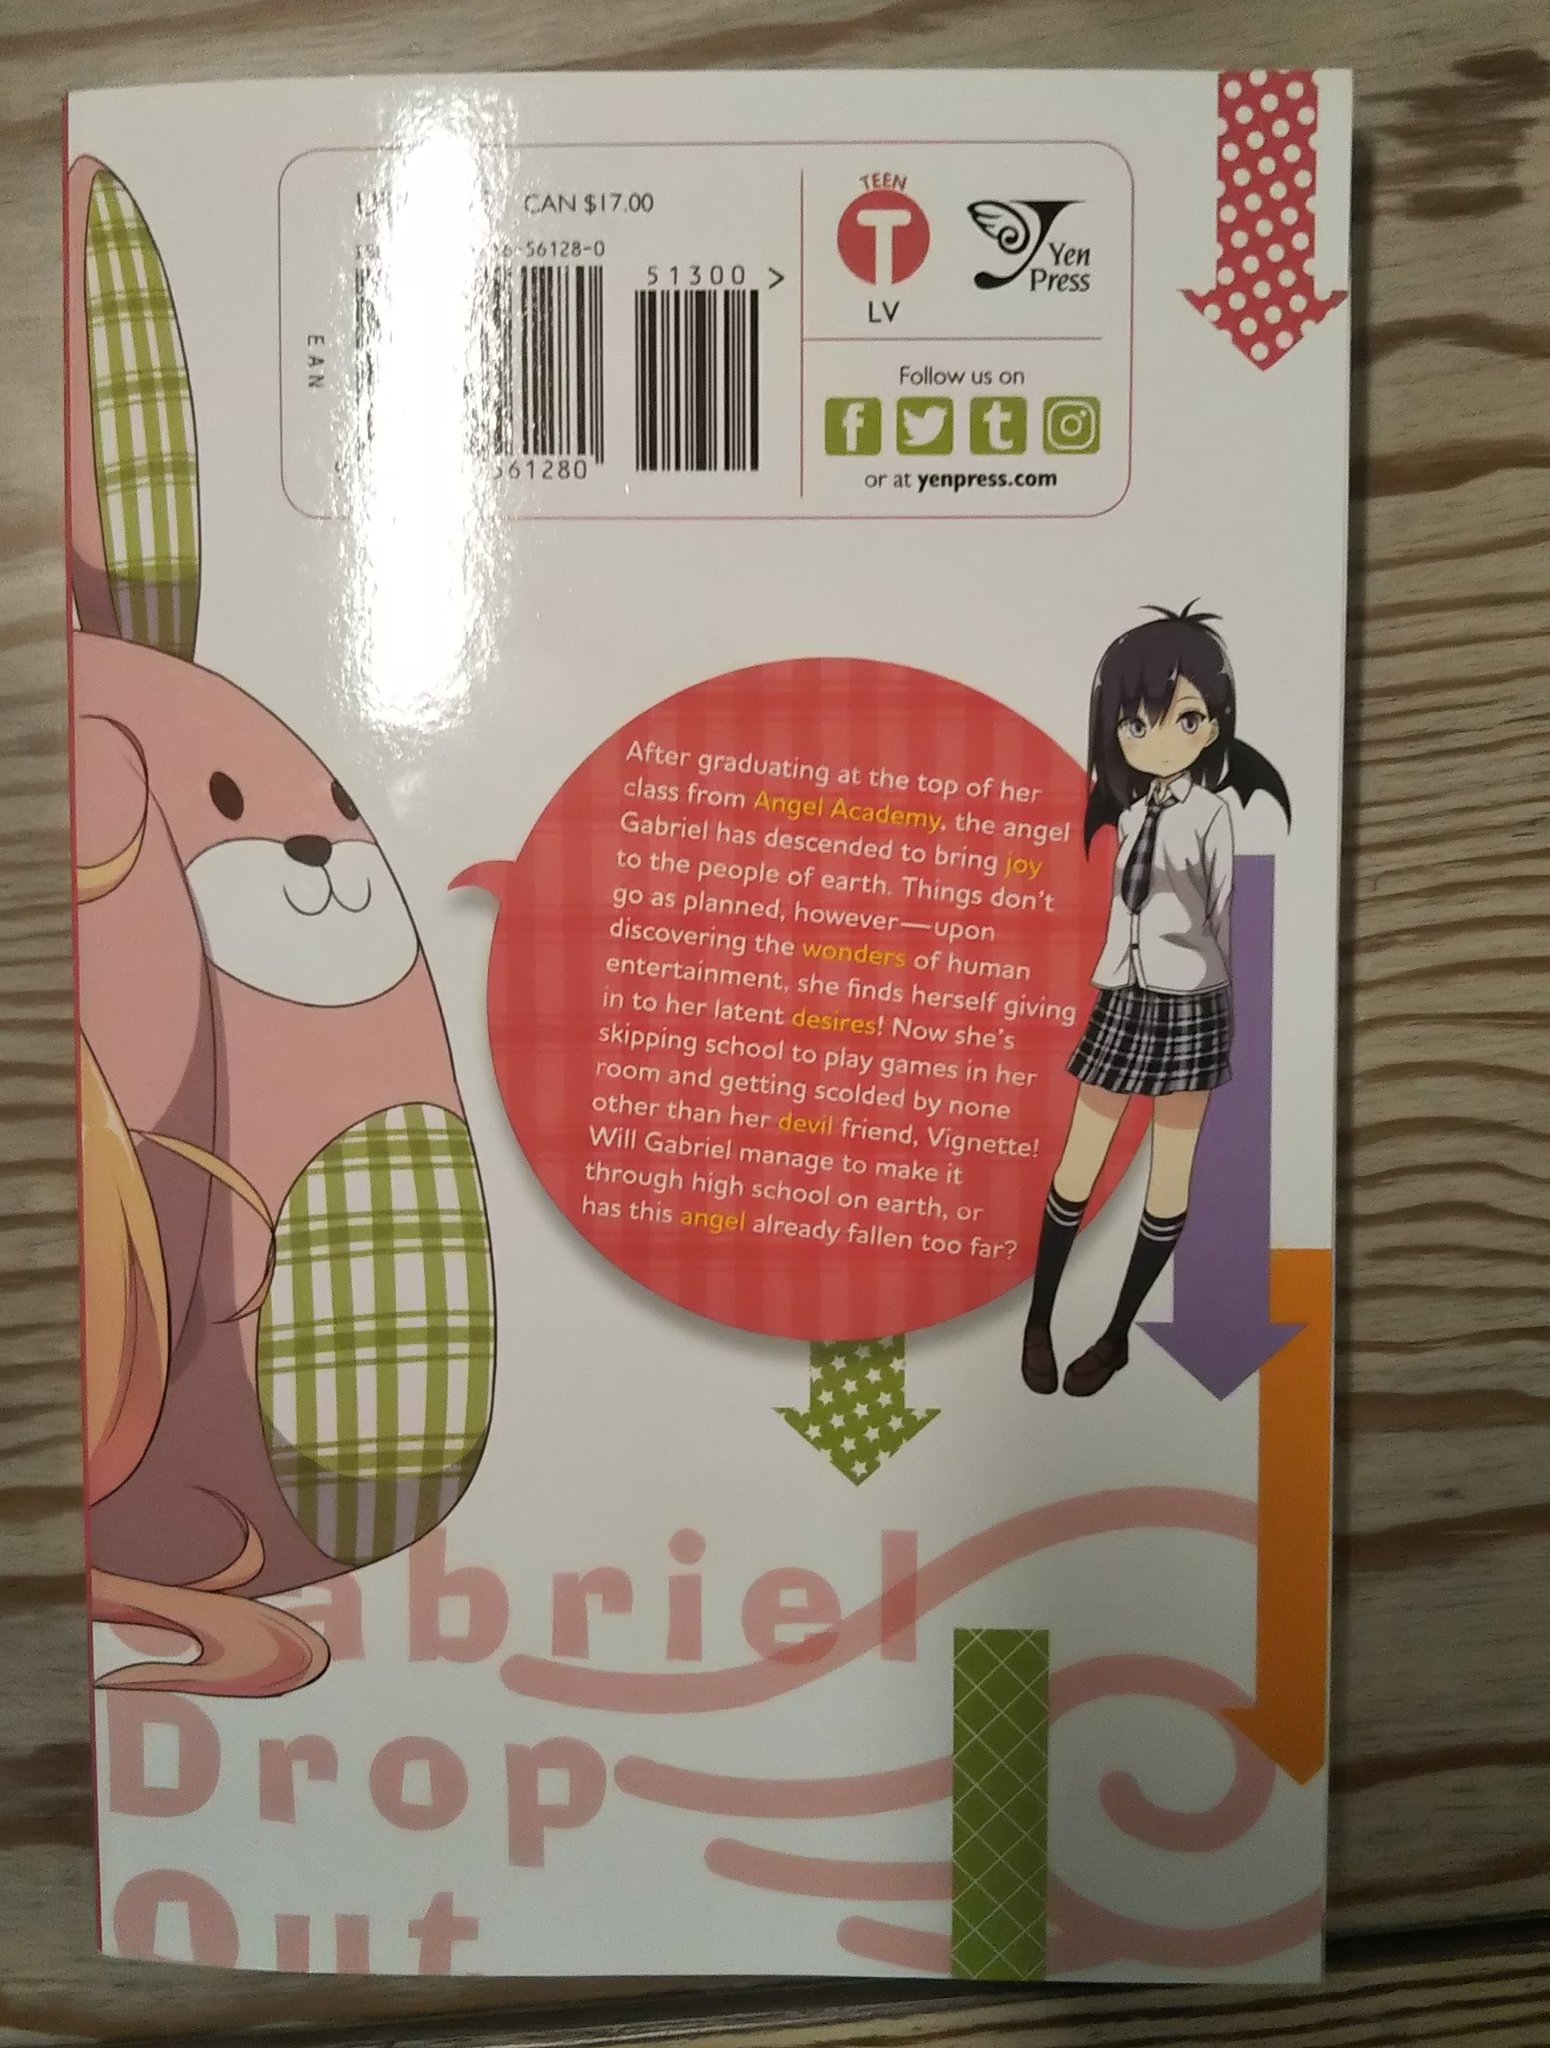 CAN $17.00
56128-0
51300 >
EAN
561280
TEEN
T
LV
Yen
Press
Follow us on
f
t
or at yenpress.com
After graduating at the top of her
class from Angel Academy, the angel
Gabriel has descended to bring joy
to the people of earth. Things don't
go as planned, however—upon
discovering the wonders of human
entertainment, she finds herself giving
in to her latent desires! Now she's
skipping school to play games in her
room and getting scolded by none
other than her devil friend, Vignette!
Will Gabriel manage to make it
through high school on earth, or
has this angel already fallen too far?
Gabriel
Drop
Out